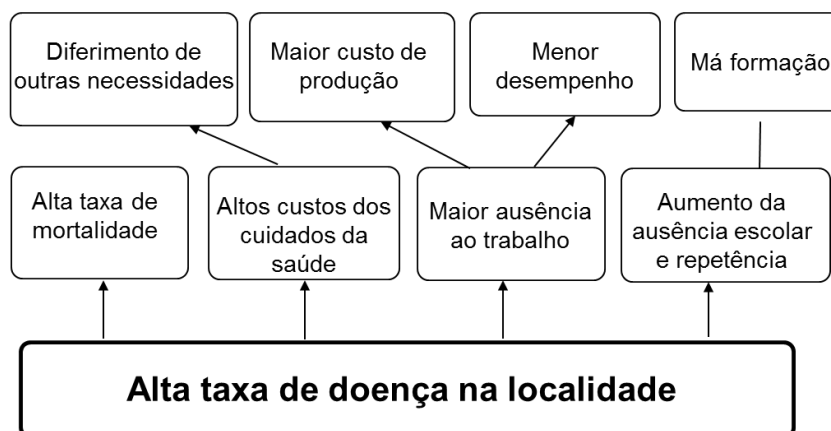 Diferimento de
outras necessidades
Maior custo de
produção
Menor
desempenho
Má formação
Alta taxa de
mortalidade
Altos custos dos
cuidados da
saúde
Maior ausência
ao trabalho
Aumento da
ausência escolar
e repetência
Alta taxa de doença na localidade